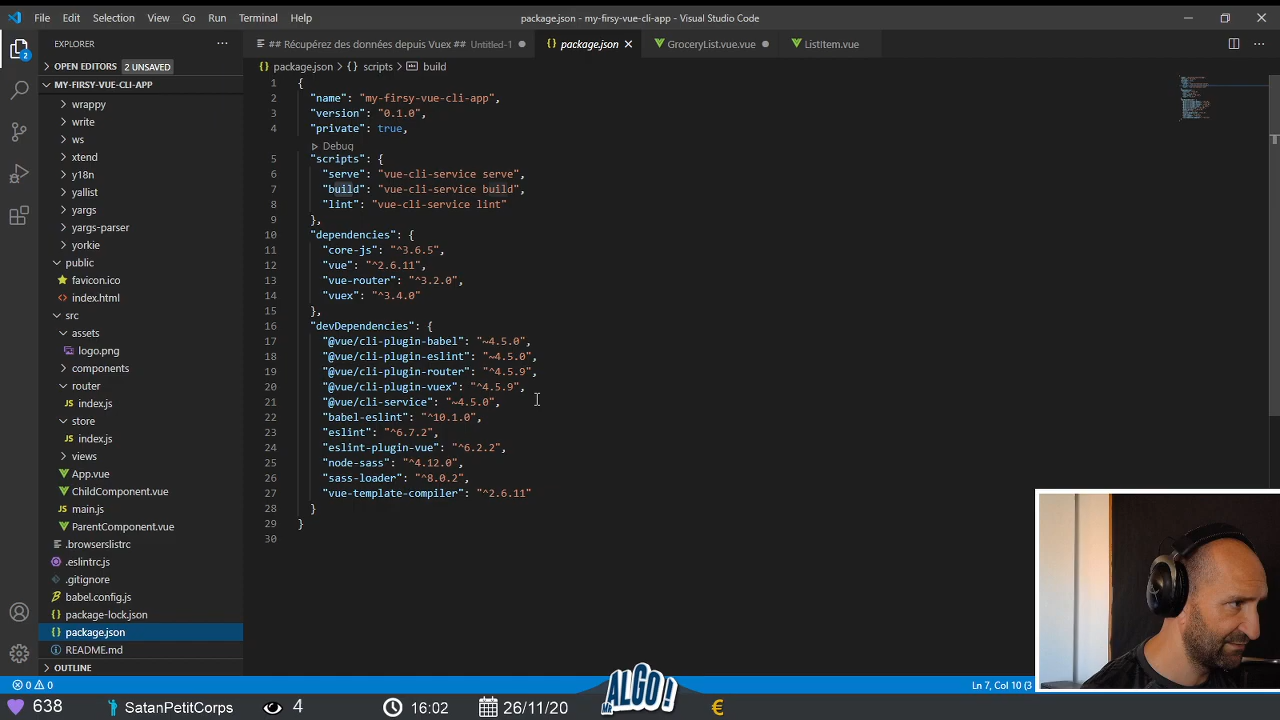 File Edit Selection View Go Run Terminal Help
package.json - my-firsy-vue-cli-app - Visual Studio Code
EXPLORER
## Récupérez des données depuis Vuex ## Untitled-1
{} package.json
GroceryList.vue.vue
ListItem.vue
2
OPEN EDITORS 2 UNSAVED
{} package.json > {} scripts > build
MY-FIRSY-VUE-CLI-APP
wrappy
write
ws
xtend
y18n
yallist
yargs
yargs-parser
yorkie
public
favicon.ico
<> index.html
src
assets
logo.png
components
router
JS index.js
store
JS index.js
views
App.vue
ChildComponent.vue
JS main.js
ParentComponent.vue
.browserslistrc
.eslintrc.js
.gitignore
babel.config.js
{} package-lock.json
{} package.json
README.md
OUTLINE
1 {
2 "name": "my-firsy-vue-cli-app",
3 "version": "0.1.0",
4 "private": true,
Debug
5 "scripts": {
6 "serve": "vue-cli-service serve",
7 "build": "vue-cli-service build",
8 "lint": "vue-cli-service lint"
9 },
10 "dependencies": {
11 "core-js": "^3.6.5",
12 "vue": "^2.6.11",
13 "vue-router": "^3.2.0",
14 "vuex": "^3.4.0"
15 },
16 "devDependencies": {
17 "@vue/cli-plugin-babel": "~4.5.0",
18 "@vue/cli-plugin-eslint": "~4.5.0",
19 "@vue/cli-plugin-router": "^4.5.9",
20 "@vue/cli-plugin-vuex": "^4.5.9",
21 "@vue/cli-service": "~4.5.0",
22 "babel-eslint": "^10.1.0",
23 "eslint": "^6.7.2",
24 "eslint-plugin-vue": "^6.2.2",
25 "node-sass": "^4.12.0",
26 "sass-loader": "^8.0.2",
27 "vue-template-compiler": "^2.6.11"
28 }
29 }
30
0 0
Ln 7, Col 10 (3
638 SatanPetitCorps 4
Mr ALGO!
16:02 26/11/20 €